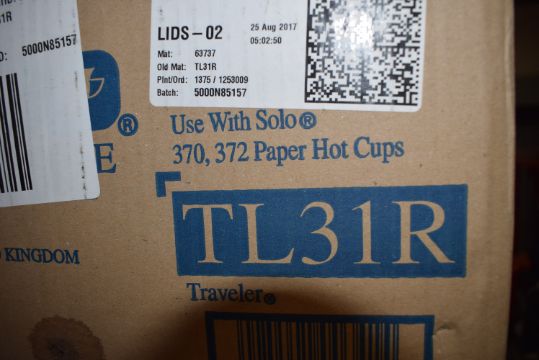 31R
D: 5000N85157
LIDS-02
25 Aug 2017
05:02:50
Mat: 63737
Old Mat: TL31R
Plnt/Ord: 1375 / 1253009
Batch: 5000N85157
®
E
Use With Solo®
370, 372 Paper Hot Cups
KINGDOM
TL31R
Traveler®